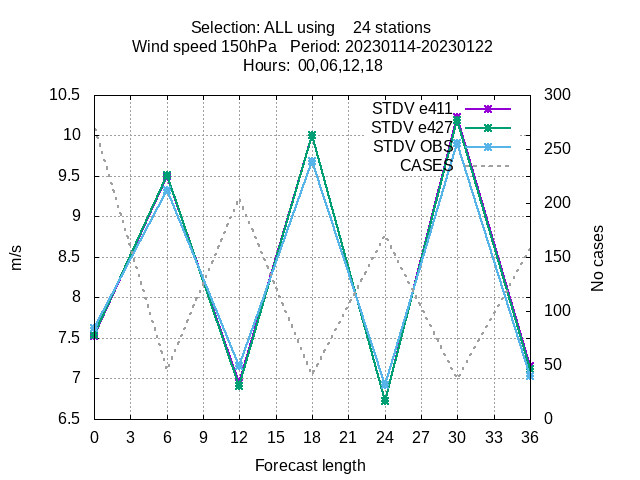 Selection: ALL using    24 stations
Wind speed 150hPa   Period: 20230114-20230122
Hours:  00,06,12,18
10.5
10
9.5
9
8.5
8
7.5
7
6.5
m/s
STDV e411
STDV e427
STDV OBS
CASES
300
250
200
150
100
50
0
No cases
0 3 6 9 12 15 18 21 24 27 30 33 36
Forecast length